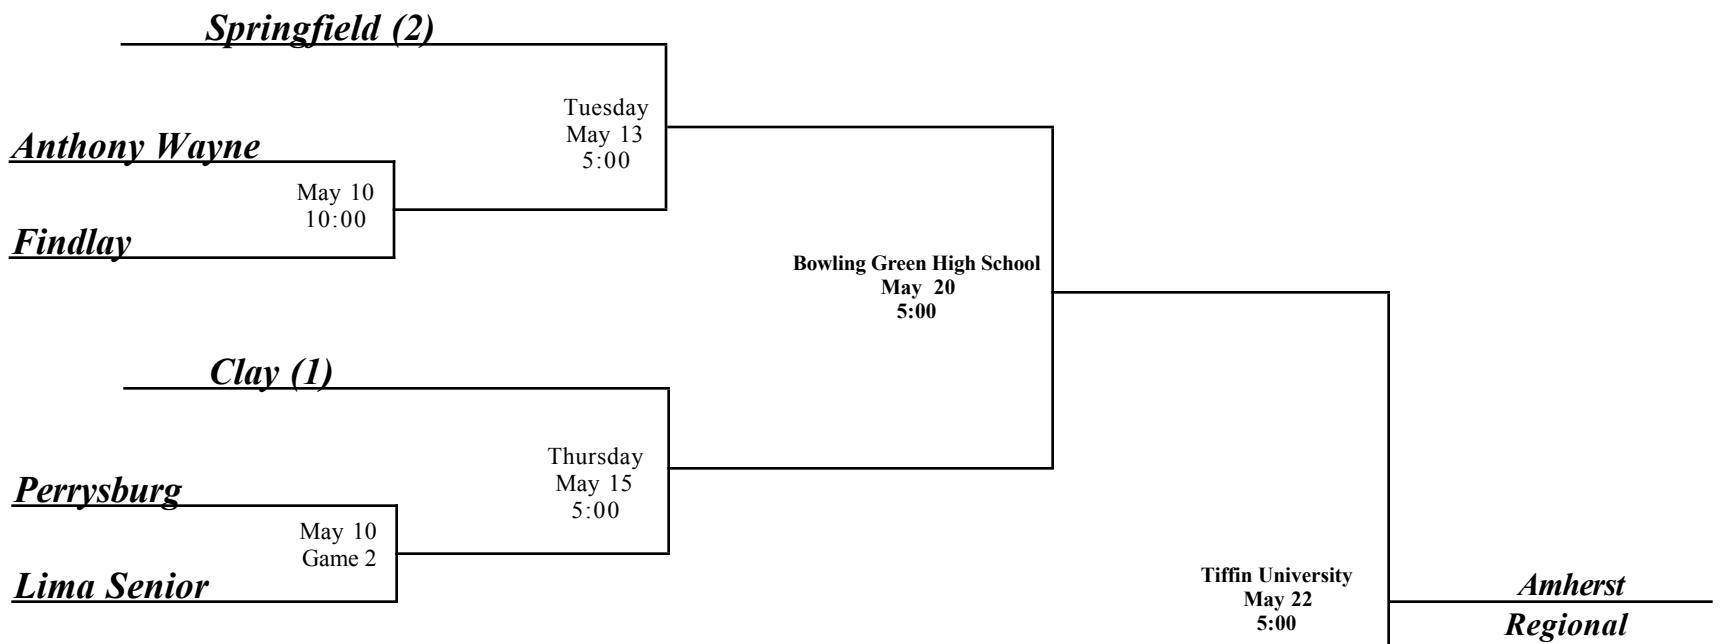 Springfield (2)
Tuesday
May 13
5:00
Anthony Wayne
May 10
10:00
Findlay
Bowling Green High School
May 20
5:00
Clay (1)
Thursday
May 15
5:00
Perrysburg
May 10
Game 2
Lima Senior
Tiffin University
May 22
5:00
Amherst
Regional